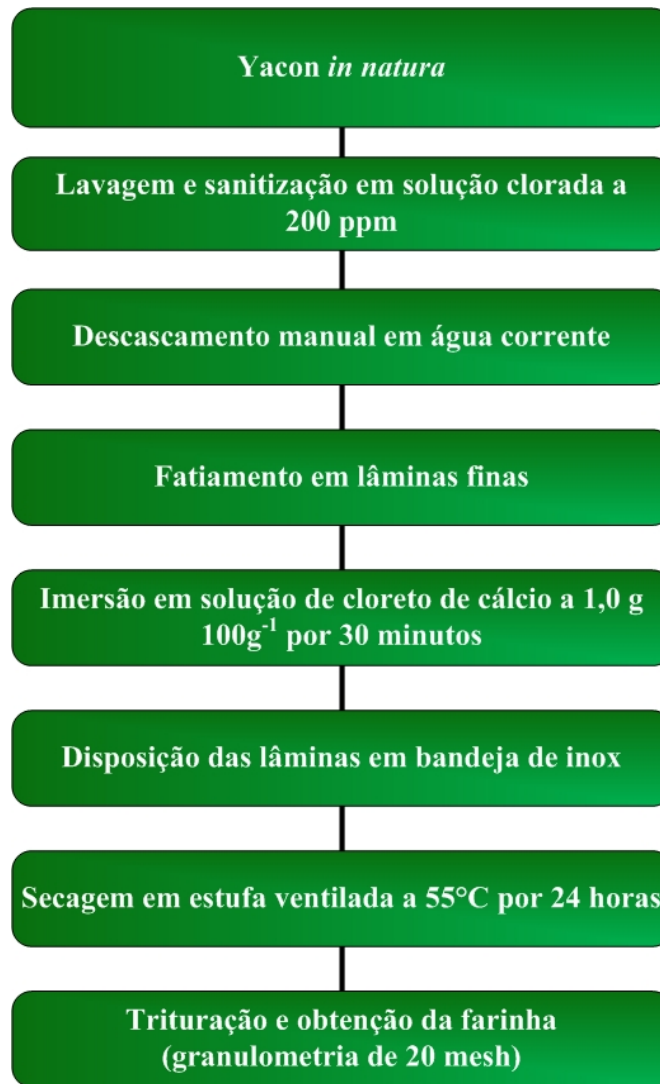 Yacon in natura
Lavagem e sanitização em solução clorada a
200 ppm
Descascamento manual em água corrente
Fatiamento em lâminas finas
Imersão em solução de cloreto de cálcio a 1,0 g
100g⁻¹ por 30 minutos
Disposição das lâminas em bandeja de inox
Secagem em estufa ventilada a 55°C por 24 horas
Trituração e obtenção da farinha
(granulometria de 20 mesh)